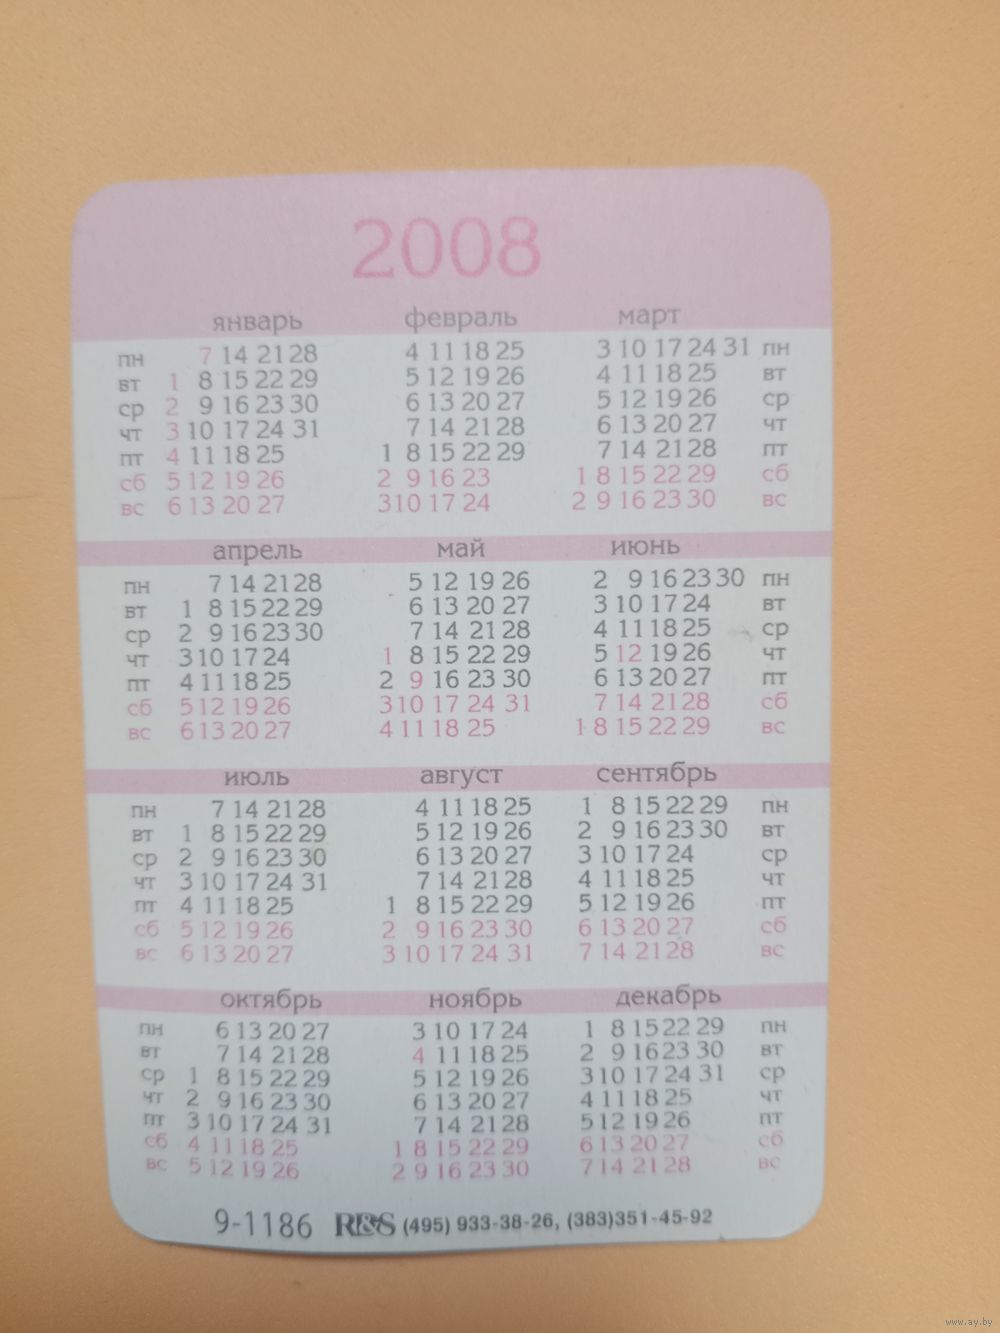 2008
январь февраль март
пн 7 14 21 28 4 11 18 25 3 10 17 24 31 пн
вт 1 8 15 22 29 5 12 19 26 4 11 18 25 вт
ср 2 9 16 23 30 6 13 20 27 5 12 19 26 ср
чт 3 10 17 24 31 7 14 21 28 6 13 20 27 чт
пт 4 11 18 25 1 8 15 22 29 7 14 21 28 пт
сб 5 12 19 26 2 9 16 23 1 8 15 22 29 сб
вс 6 13 20 27 3 10 17 24 2 9 16 23 30 вс
апрель май июнь
пн 7 14 21 28 5 12 19 26 2 9 16 23 30 пн
вт 1 8 15 22 29 6 13 20 27 3 10 17 24 вт
ср 2 9 16 23 30 7 14 21 28 4 11 18 25 ср
чт 3 10 17 24 1 8 15 22 29 5 12 19 26 чт
пт 4 11 18 25 2 9 16 23 30 6 13 20 27 пт
сб 5 12 19 26 3 10 17 24 31 7 14 21 28 сб
вс 6 13 20 27 4 11 18 25 1 8 15 22 29 вс
июль август сентябрь
пн 7 14 21 28 4 11 18 25 1 8 15 22 29 пн
вт 1 8 15 22 29 5 12 19 26 2 9 16 23 30 вт
ср 2 9 16 23 30 6 13 20 27 3 10 17 24 ср
чт 3 10 17 24 31 7 14 21 28 4 11 18 25 чт
пт 4 11 18 25 1 8 15 22 29 5 12 19 26 пт
сб 5 12 19 26 2 9 16 23 30 6 13 20 27 сб
вс 6 13 20 27 3 10 17 24 31 7 14 21 28 вс
октябрь ноябрь декабрь
пн 6 13 20 27 3 10 17 24 1 8 15 22 29 пн
вт 7 14 21 28 4 11 18 25 2 9 16 23 30 вт
ср 1 8 15 22 29 5 12 19 26 3 10 17 24 31 ср
чт 2 9 16 23 30 6 13 20 27 4 11 18 25 чт
пт 3 10 17 24 31 7 14 21 28 5 12 19 26 пт
сб 4 11 18 25 1 8 15 22 29 6 13 20 27 сб
вс 5 12 19 26 2 9 16 23 30 7 14 21 28 вс
9-1186 R&S (495) 933-38-26, (383)351-45-92
www.ay.by